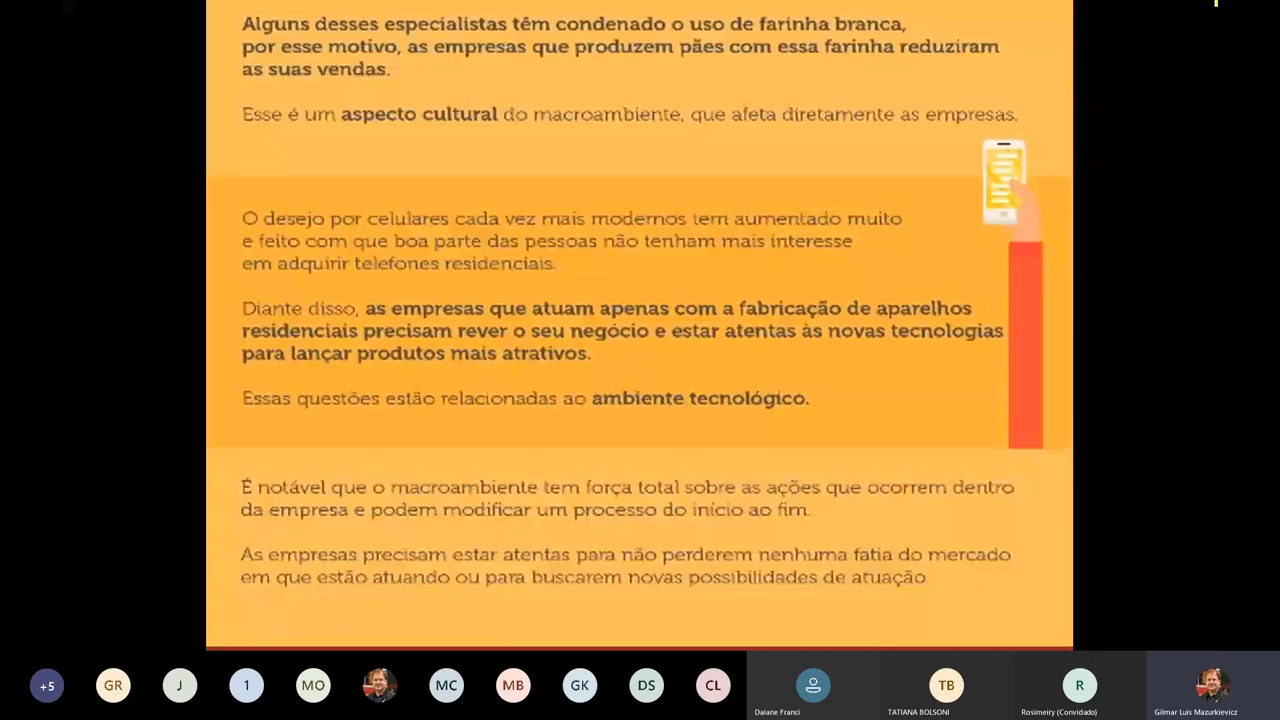 Alguns desses especialistas têm condenado o uso de farinha branca,
por esse motivo, as empresas que produzem pães com essa farinha reduziram
as suas vendas.
Esse é um aspecto cultural do macroambiente, que afeta diretamente as empresas.
O desejo por celulares cada vez mais modernos tem aumentado muito
e feito com que boa parte das pessoas não tenham mais interesse
em adquirir telefones residenciais.
Diante disso, as empresas que atuam apenas com a fabricação de aparelhos
residenciais precisam rever o seu negócio e estar atentas às novas tecnologias
para lançar produtos mais atrativos.
Essas questões estão relacionadas ao ambiente tecnológico.
É notável que o macroambiente tem força total sobre as ações que ocorrem dentro
da empresa e podem modificar um processo do início ao fim.
As empresas precisam estar atentas para não perderem nenhuma fatia do mercado
em que estão atuando ou para buscarem novas possibilidades de atuação
+5 GR J 1 MO MC MB GK DS CL TB R
Daiane Franci TATIANA BOLSONI Rosimeiry (Convidado) Gilmar Luis Mazurkievicz